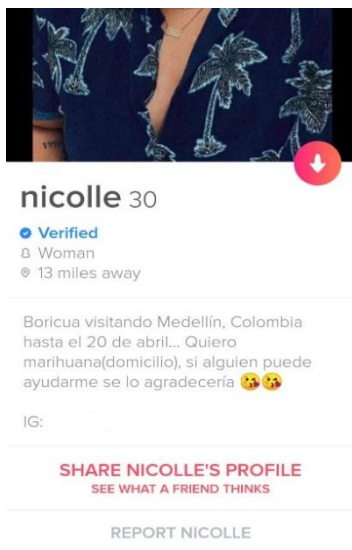 nicolle 30
Verified
Woman
13 miles away
Boricua visitando Medellín, Colombia
hasta el 20 de abril... Quiero
marihuana(domicilio), si alguien puede
ayudarme se lo agradecería 😘😘
IG:
SHARE NICOLLE'S PROFILE
SEE WHAT A FRIEND THINKS
REPORT NICOLLE